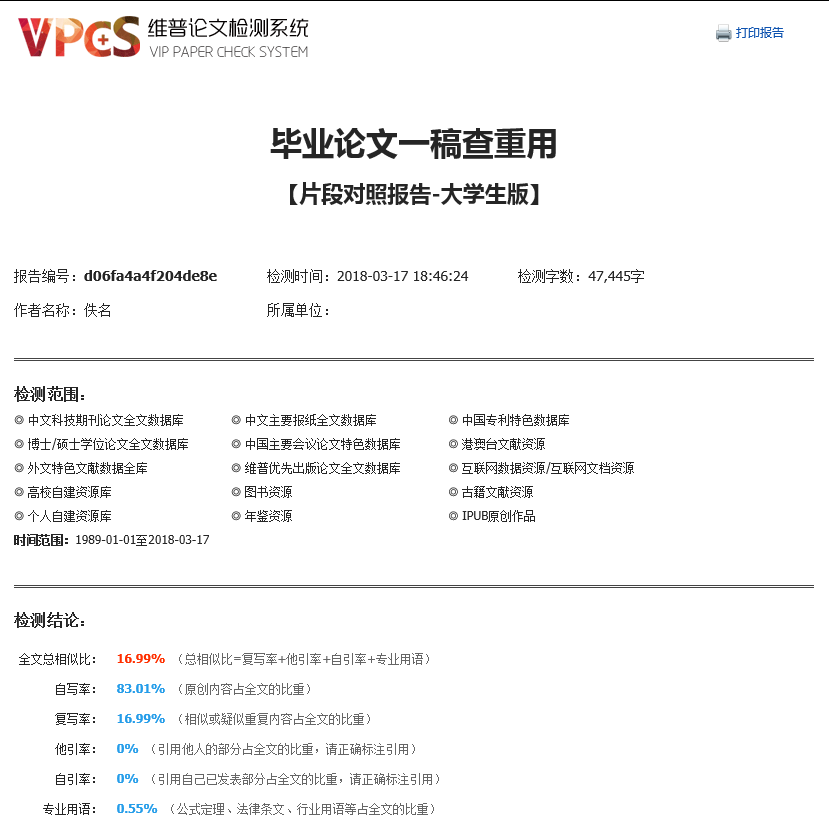 VPCS 维普论文检测系统
VIP PAPER CHECK SYSTEM
打印报告
毕业论文一稿查重用
【片段对照报告-大学生版】
报告编号：d06fa4a4f204de8e 检测时间：2018-03-17 18:46:24 检测字数：47,445字
作者名称：佚名 所属单位：
检测范围：
◎ 中文科技期刊论文全文数据库 ◎ 中文主要报纸全文数据库 ◎ 中国专利特色数据库
◎ 博士/硕士学位论文全文数据库 ◎ 中国主要会议论文特色数据库 ◎ 港澳台文献资源
◎ 外文特色文献数据全库 ◎ 维普优先出版论文全文数据库 ◎ 互联网数据资源/互联网文档资源
◎ 高校自建资源库 ◎ 图书资源 ◎ 古籍文献资源
◎ 个人自建资源库 ◎ 年鉴资源 ◎ IPUB原创作品
时间范围：1989-01-01至2018-03-17
检测结论：
全文总相似比： 16.99% （总相似比=复写率+他引率+自引率+专业用语）
自写率： 83.01% （原创内容占全文的比重）
复写率： 16.99% （相似或疑似重复内容占全文的比重）
他引率： 0% （引用他人的部分占全文的比重，请正确标注引用）
自引率： 0% （引用自己已发表部分占全文的比重，请正确标注引用）
专业用语： 0.55% （公式定理、法律条文、行业用语等占全文的比重）